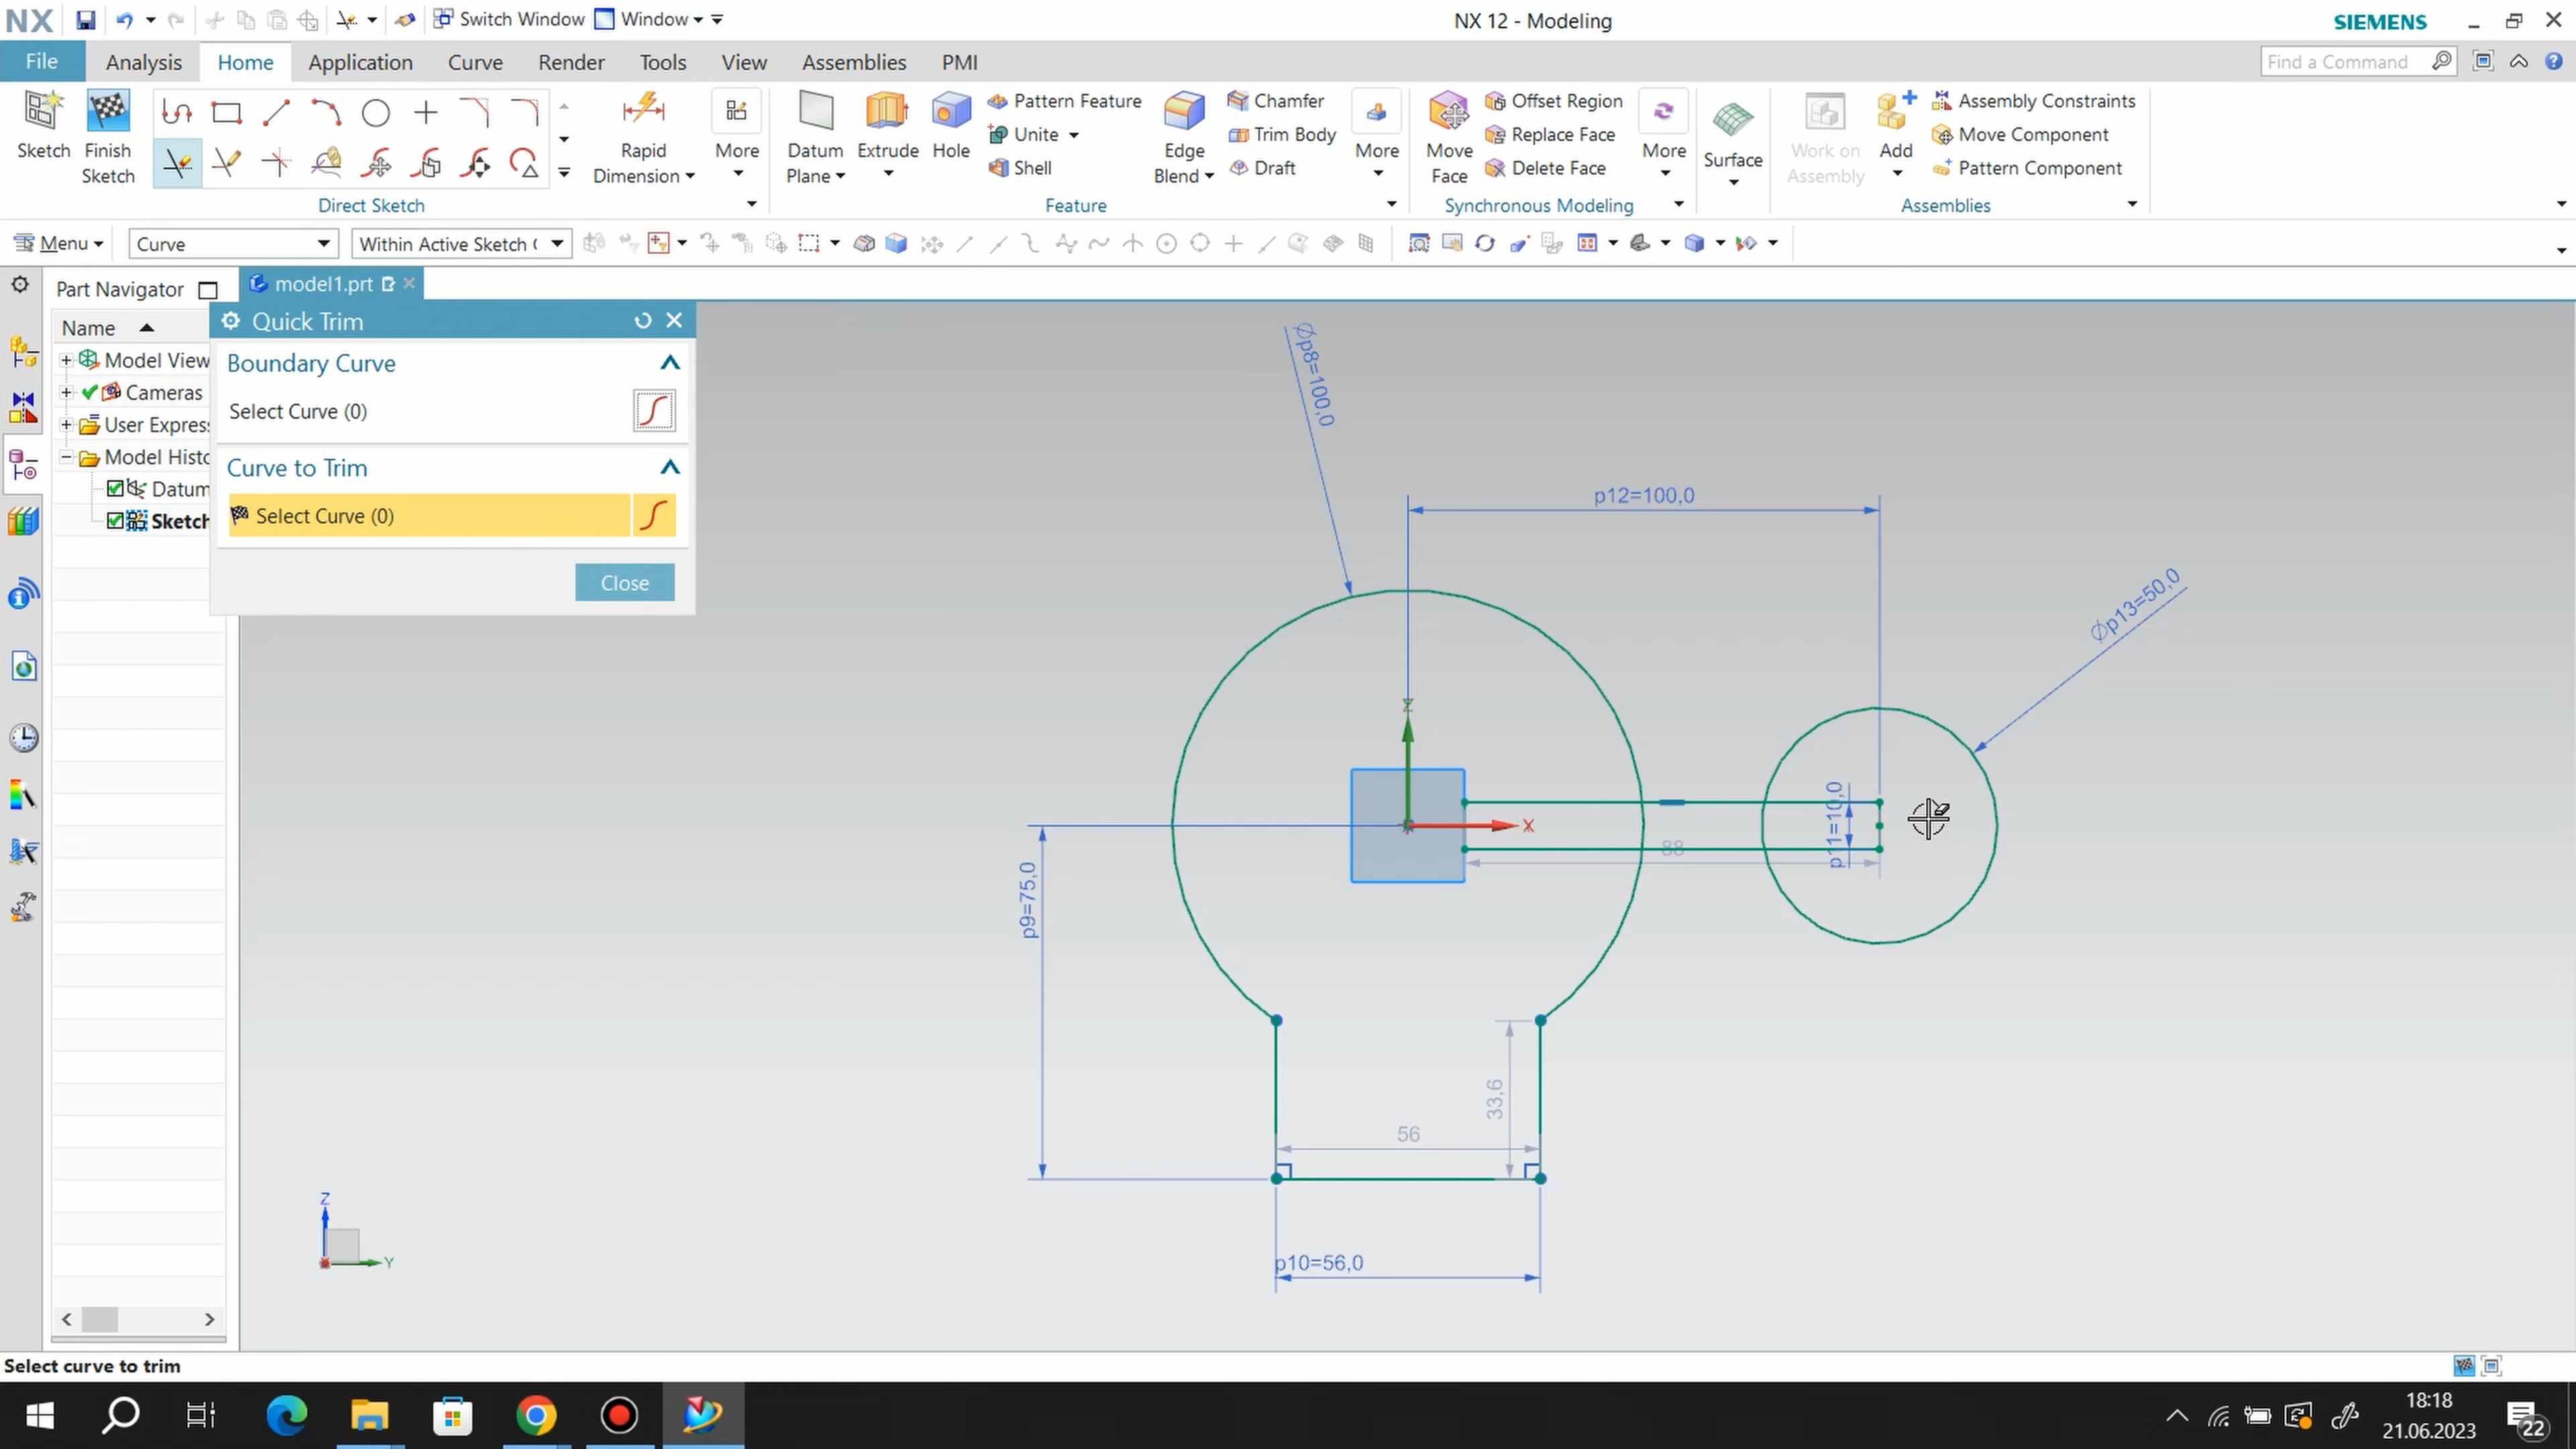 NX
Switch Window
Window
NX 12 - Modeling
SIEMENS
File
Analysis
Home
Application
Curve
Render
Tools
View
Assemblies
PMI
Find a Command
Sketch
Finish
Sketch
Rapid
Dimension
More
Datum
Plane
Extrude
Hole
Pattern Feature
Unite
Shell
Edge
Blend
Chamfer
Trim Body
Draft
More
Move
Face
Offset Region
Replace Face
Delete Face
More
Surface
Work on
Assembly
Add
Assembly Constraints
Move Component
Pattern Component
Direct Sketch
Feature
Synchronous Modeling
Assemblies
Menu
Curve
Within Active Sketch (
Part Navigator
model1.prt
Name
Model View
Cameras
User Expres
Model Histo
Datum
Sketch
Quick Trim
Boundary Curve
Select Curve (0)
Curve to Trim
Select Curve (0)
Close
Øp8=100,0
p12=100,0
Øp13=50,0
Z
X
p11=10,0
88
p9=75,0
33,6
56
p10=56,0
Z
Y
Select curve to trim
18:18
21.06.2023
22